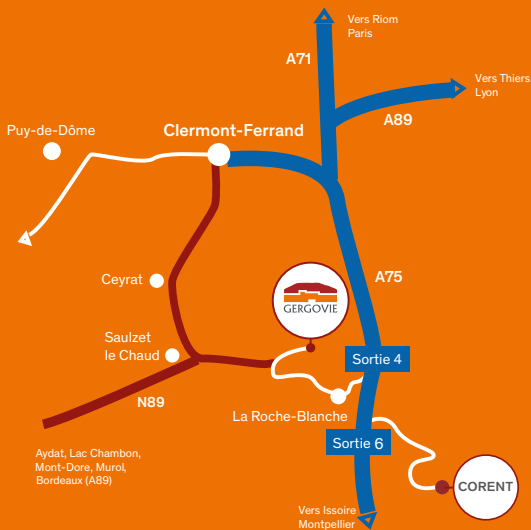 Vers Riom
Paris
A71
Vers Thiers
Lyon
A89
Puy-de-Dôme
Clermont-Ferrand
Ceyrat
A75
GERGOVIE
Saulzet
le Chaud
Sortie 4
N89
La Roche-Blanche
Sortie 6
Aydat, Lac Chambon,
Mont-Dore, Murol,
Bordeaux (A89)
CORENT
Vers Issoire
Montpellier